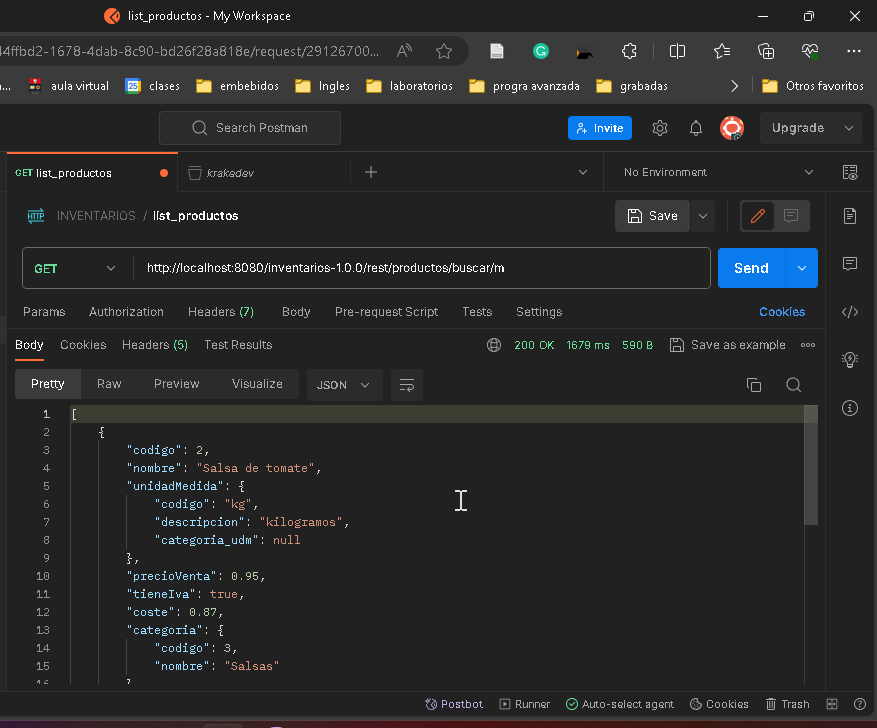 list_productos - My Workspace
4ffbd2-1678-4dab-8c90-bd26f28a818e/request/29126700...
... aula virtual 25 clases embebidos Ingles laboratorios progra avanzada grabadas Otros favoritos
Search Postman Invite Upgrade
GET list_productos krakedev No Environment
HTTP INVENTARIOS / list_productos Save
GET http://localhost:8080/inventarios-1.0.0/rest/productos/buscar/m Send
Params Authorization Headers (7) Body Pre-request Script Tests Settings Cookies
Body Cookies Headers (5) Test Results 200 OK 1679 ms 590 B Save as example
Pretty Raw Preview Visualize JSON
1 [
2 {
3 "codigo": 2,
4 "nombre": "Salsa de tomate",
5 "unidadMedida": {
6 "codigo": "kg",
7 "descripcion": "kilogramos",
8 "categoria_udm": null
9 },
10 "precioVenta": 0.95,
11 "tieneIva": true,
12 "coste": 0.87,
13 "categoria": {
14 "codigo": 3,
15 "nombre": "Salsas"
16
Postbot Runner Auto-select agent Cookies Trash